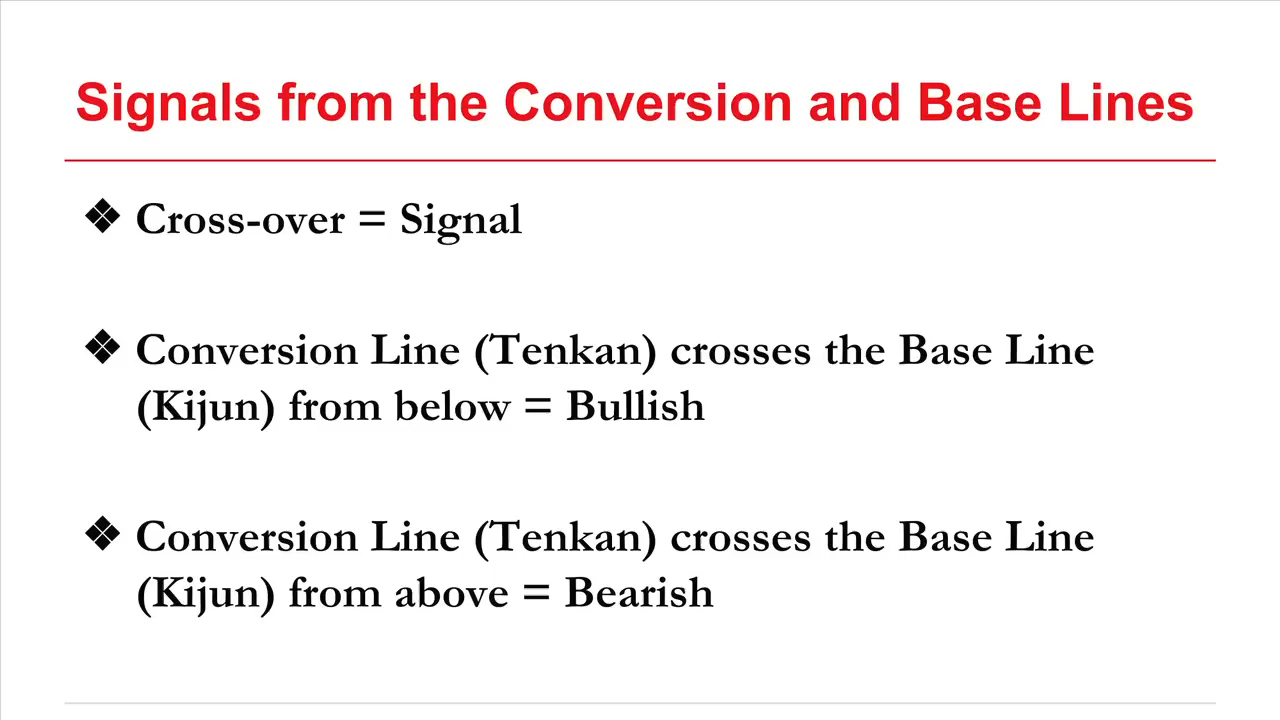 Signals from the Conversion and Base Lines
❖ Cross-over = Signal
❖ Conversion Line (Tenkan) crosses the Base Line
(Kijun) from below = Bullish
❖ Conversion Line (Tenkan) crosses the Base Line
(Kijun) from above = Bearish